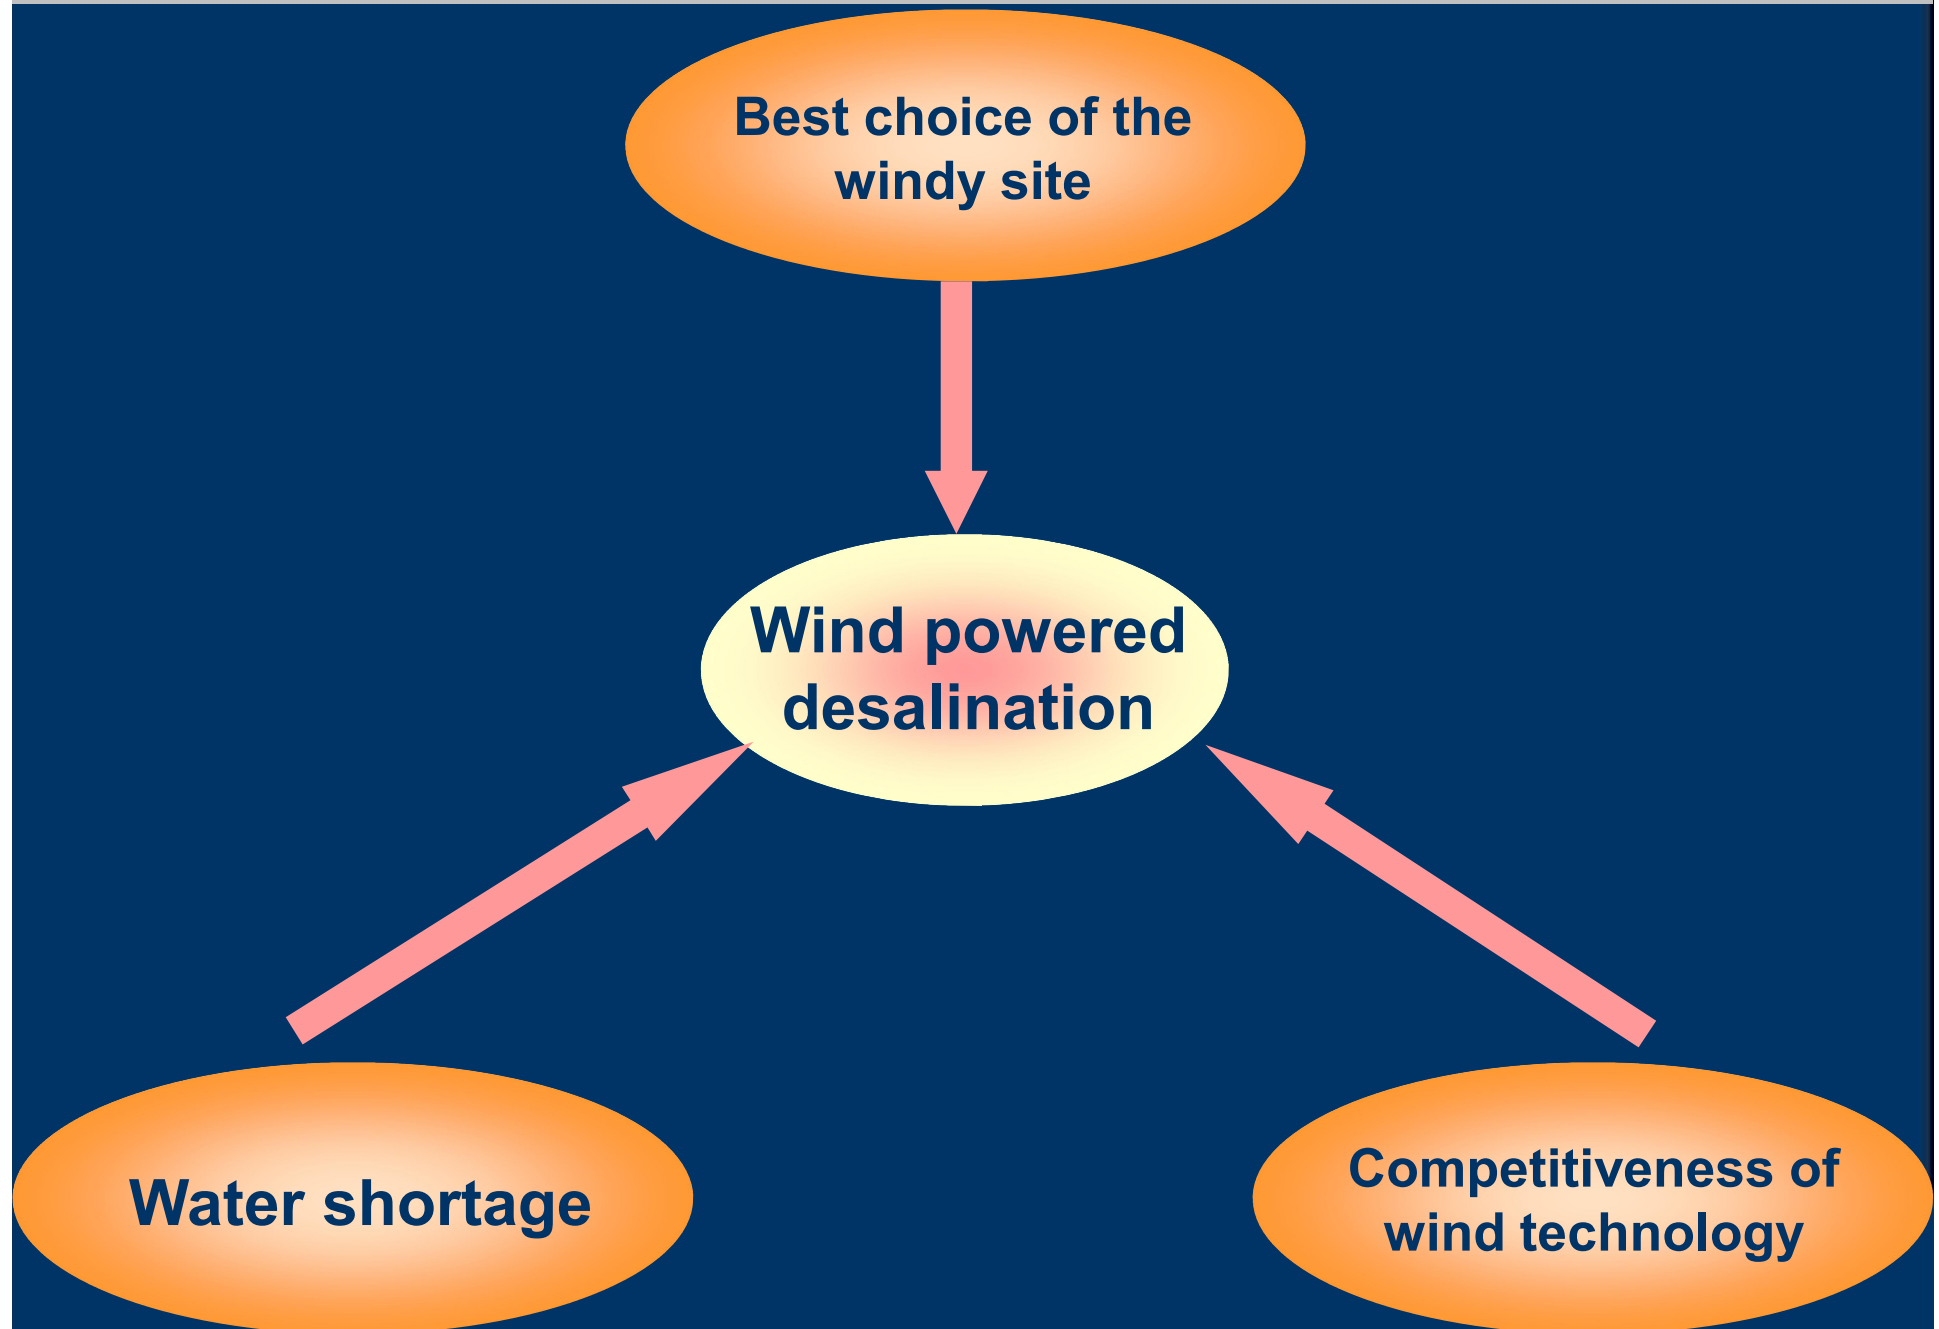 Best choice of the
windy site
Wind powered
desalination
Water shortage
Competitiveness of
wind technology